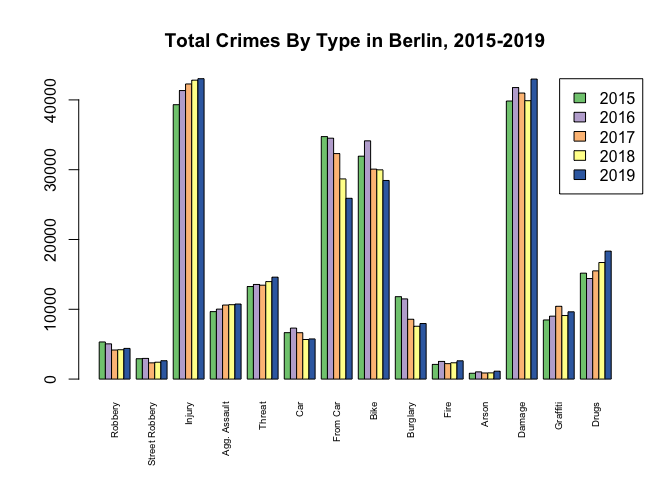 Total Crimes By Type in Berlin, 2015-2019
40000
30000
20000
10000
0
2015
2016
2017
2018
2019
Robbery
Street Robbery
Injury
Agg. Assault
Threat
Car
From Car
Bike
Burglary
Fire
Arson
Damage
Graffiti
Drugs